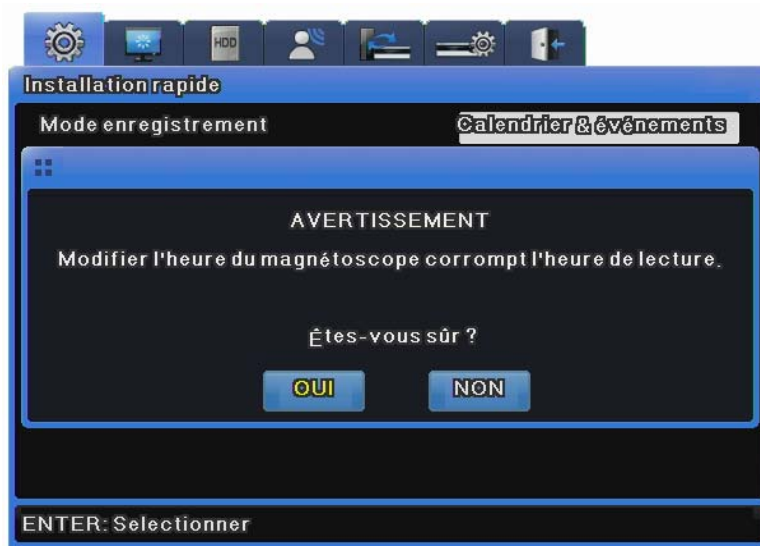 HDD
Installation rapide
Mode enregistrement Calendrier & événements
AVERTISSEMENT
Modifier l'heure du magnétoscope corrompt l'heure de lecture.
Êtes-vous sûr ?
OUI NON
ENTER: Selectionner